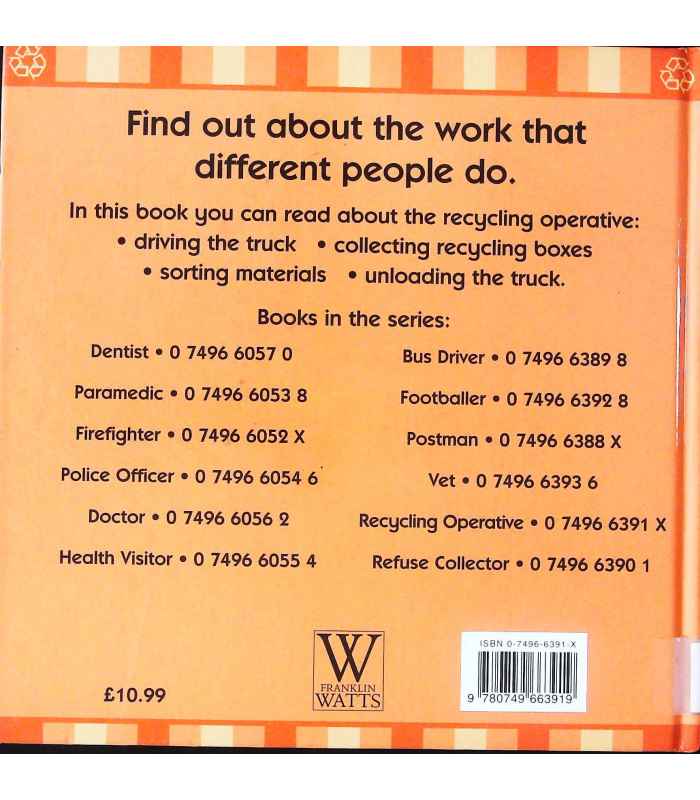 Find out about the work that
different people do.
In this book you can read about the recycling operative:
• driving the truck • collecting recycling boxes
• sorting materials • unloading the truck.
Books in the series:
Dentist • 0 7496 6057 0
Paramedic • 0 7496 6053 8
Firefighter • 0 7496 6052 X
Police Officer • 0 7496 6054 6
Doctor • 0 7496 6056 2
Health Visitor • 0 7496 6055 4
Bus Driver • 0 7496 6389 8
Footballer • 0 7496 6392 8
Postman • 0 7496 6388 X
Vet • 0 7496 6393 6
Recycling Operative • 0 7496 6391 X
Refuse Collector • 0 7496 6390 1
£10.99
W
FRANKLIN
WATTS
ISBN 0-7496-6391-X
9 780749 663919